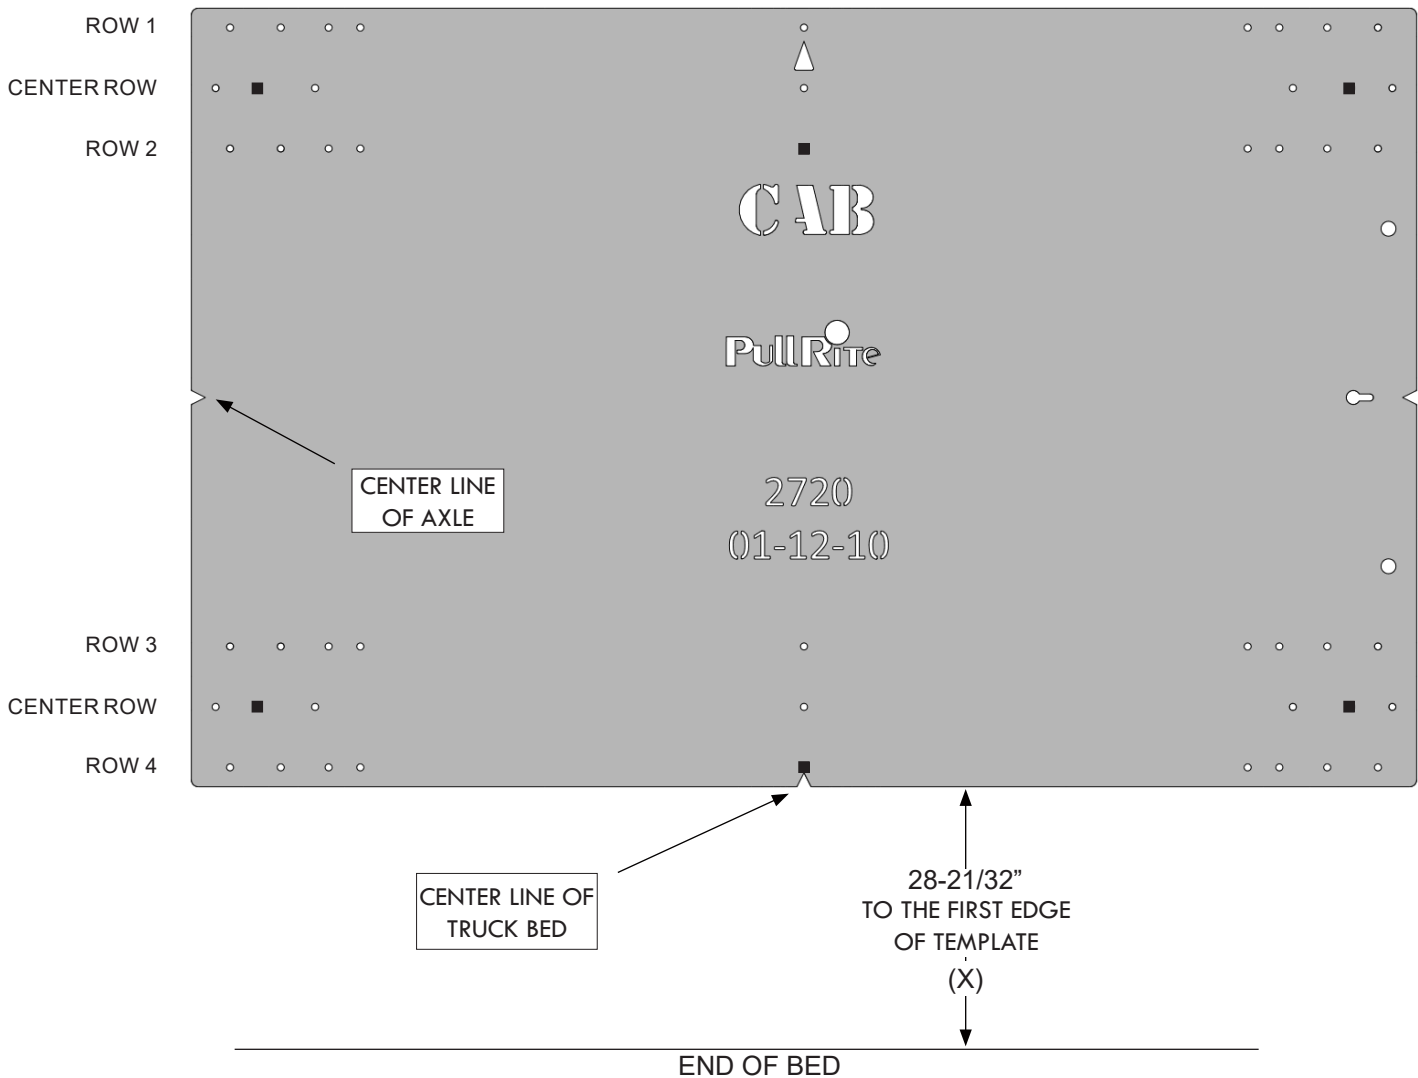 ROW 1
CENTER ROW
ROW 2
CAB
PullRite
CENTER LINE
OF AXLE
2720
01-12-10
ROW 3
CENTER ROW
ROW 4
CENTER LINE OF
TRUCK BED
28-21/32”
TO THE FIRST EDGE
OF TEMPLATE
(X)
END OF BED